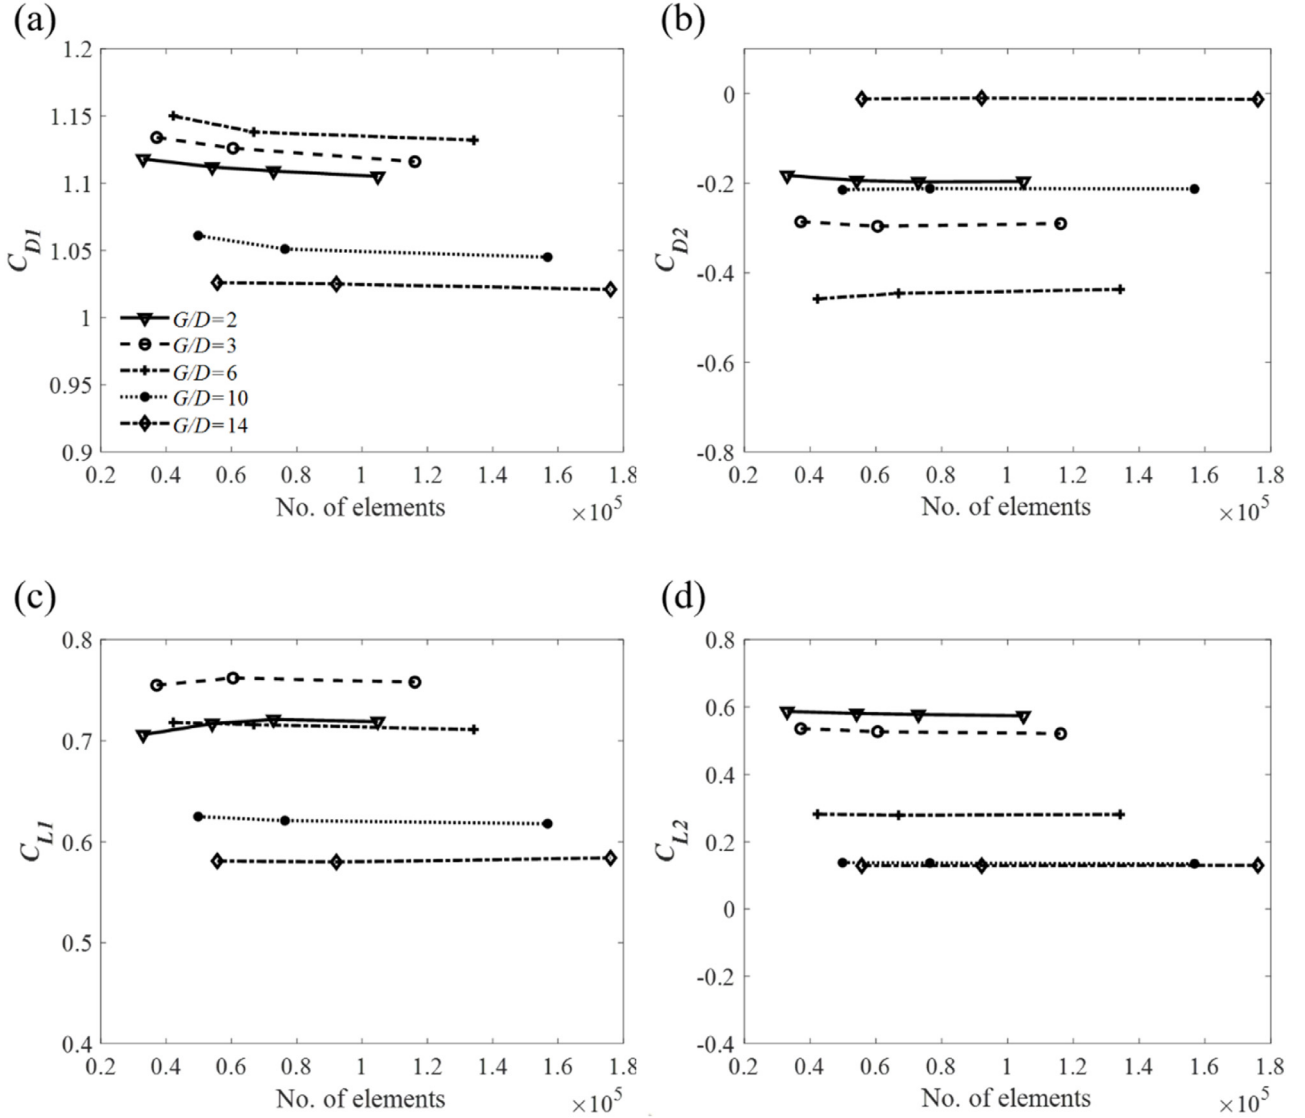 (a)
1.2
1.15
1.1
1.05
1
0.95
0.9
C_D1
G/D=2
G/D=3
G/D=6
G/D=10
G/D=14
0.2 0.4 0.6 0.8 1 1.2 1.4 1.6 1.8
No. of elements
×10^5
(b)
0
-0.2
-0.4
-0.6
-0.8
C_D2
0.2 0.4 0.6 0.8 1 1.2 1.4 1.6 1.8
No. of elements
×10^5
(c)
0.8
0.7
0.6
0.5
0.4
C_L1
0.2 0.4 0.6 0.8 1 1.2 1.4 1.6 1.8
No. of elements
×10^5
(d)
0.8
0.6
0.4
0.2
0
-0.2
-0.4
C_L2
0.2 0.4 0.6 0.8 1 1.2 1.4 1.6 1.8
No. of elements
×10^5